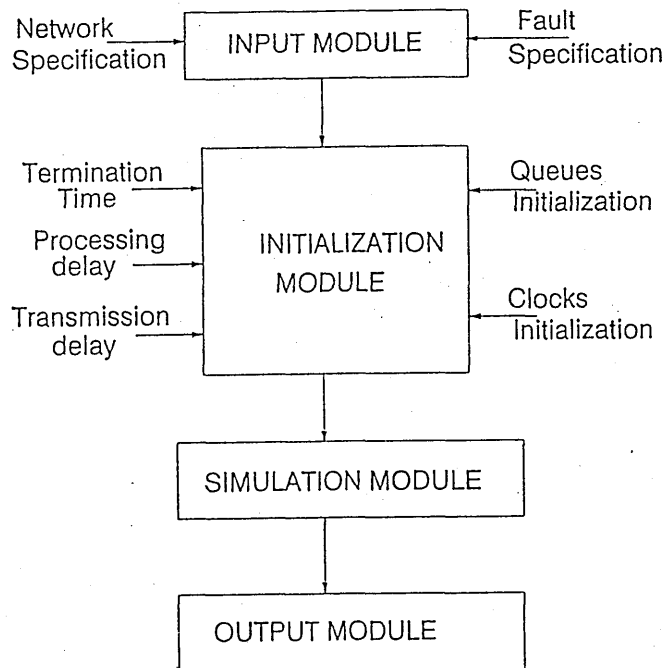 Network
Specification
INPUT MODULE
Fault
Specification
Termination
Time
Processing
delay
Transmission
delay
INITIALIZATION
MODULE
Queues
Initialization
Clocks
Initialization
SIMULATION MODULE
OUTPUT MODULE